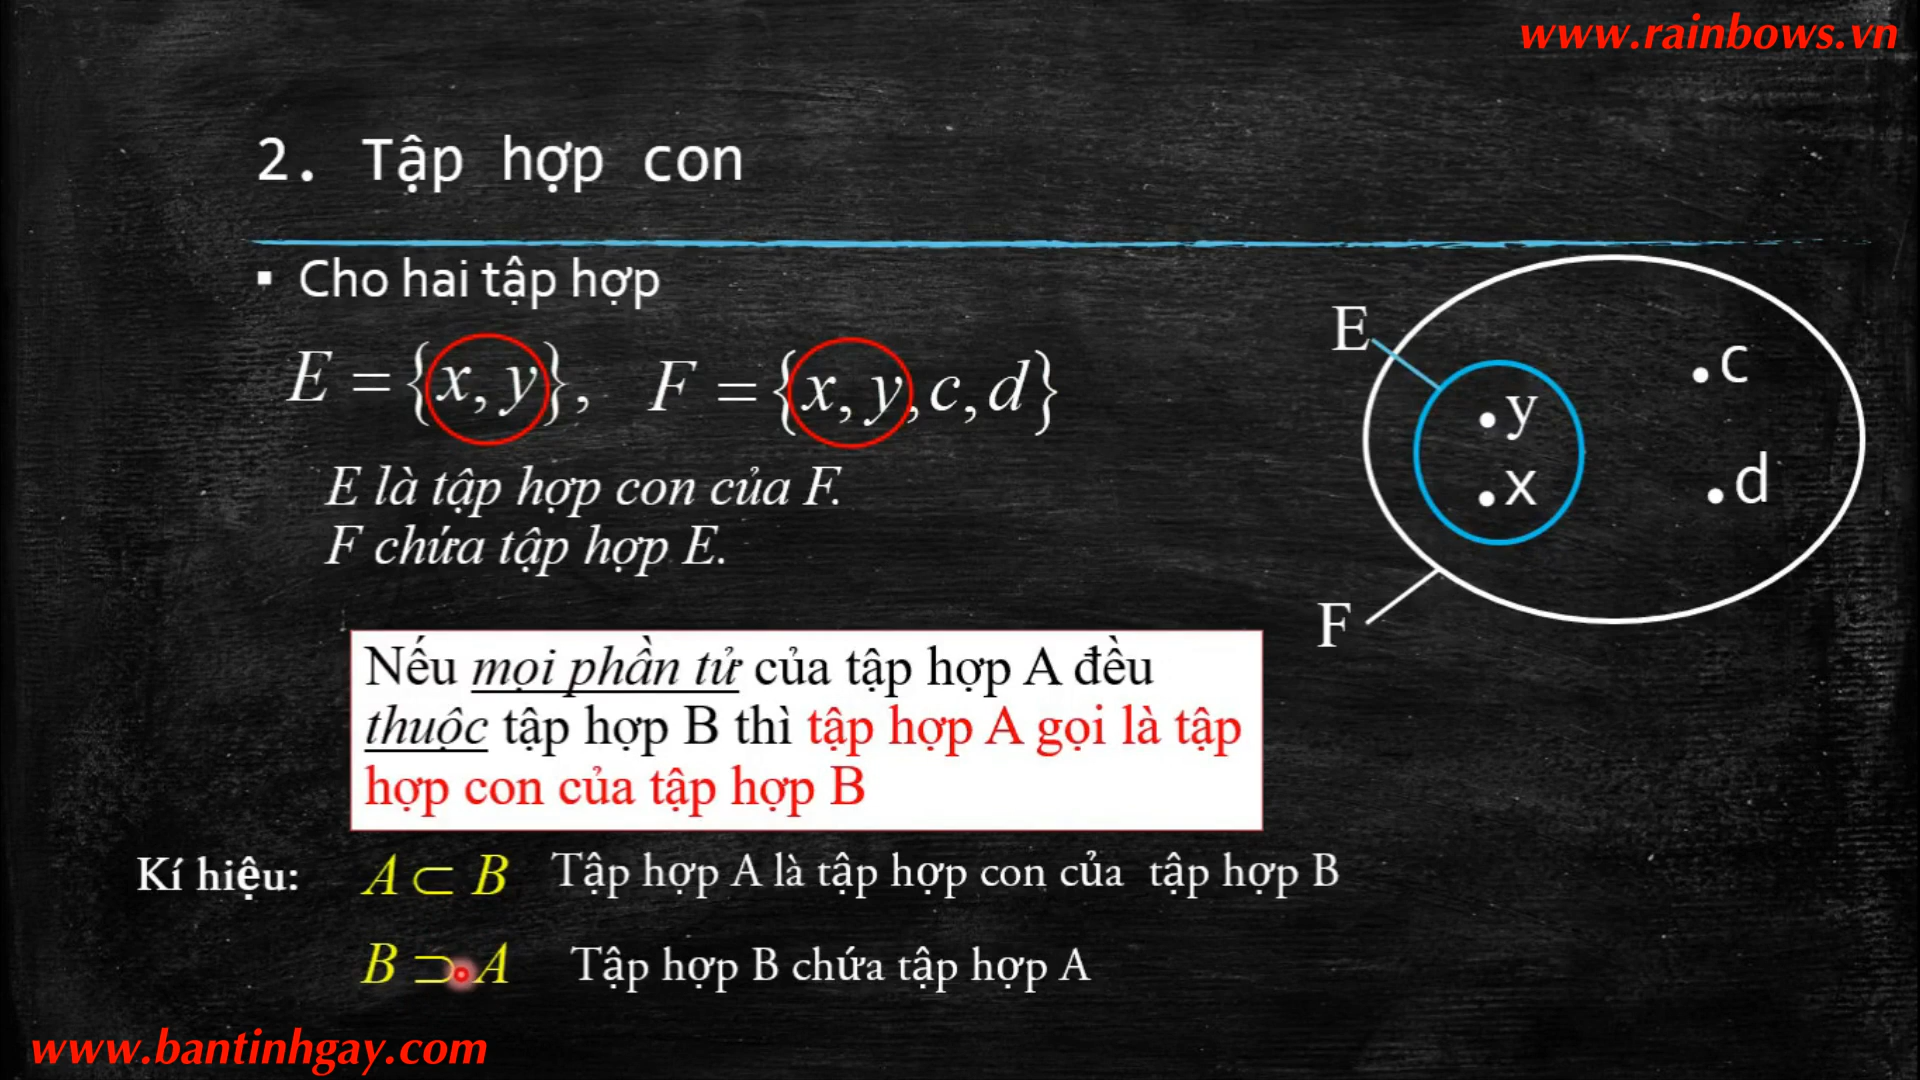 www.rainbows.vn
2. Tập hợp con
▪ Cho hai tập hợp
E = {x, y}, F = {x, y, c, d}
E là tập hợp con của F.
F chứa tập hợp E.
E
.c
.y
.x
.d
F
Nếu mọi phần tử của tập hợp A đều
thuộc tập hợp B thì tập hợp A gọi là tập
hợp con của tập hợp B
Kí hiệu: A ⊂ B Tập hợp A là tập hợp con của tập hợp B
B ⊃ A Tập hợp B chứa tập hợp A
www.bantinhgay.com